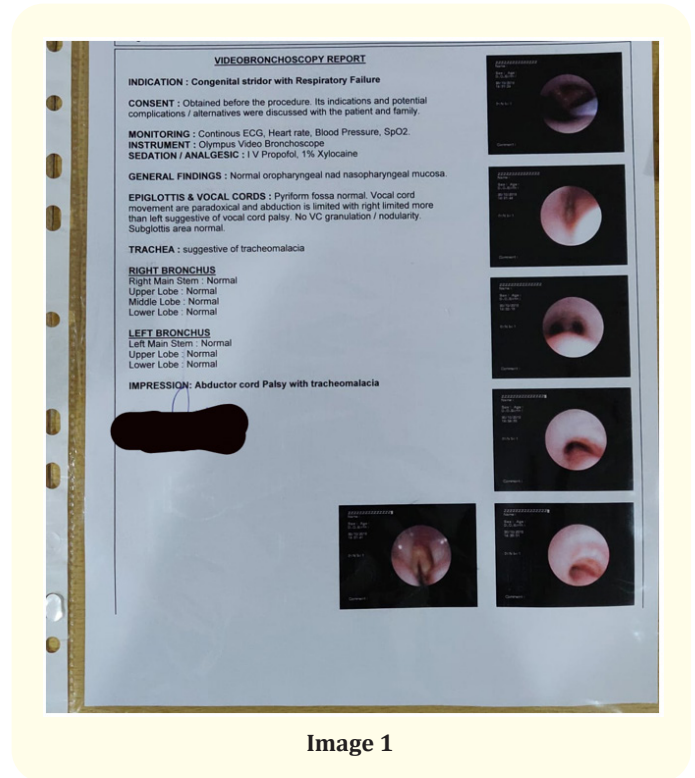 VIDEOBRONCHOSCOPY REPORT
INDICATION : Congenital stridor with Respiratory Failure
CONSENT : Obtained before the procedure. Its indications and potential
complications / alternatives were discussed with the patient and family.
MONITORING : Continous ECG, Heart rate, Blood Pressure, SpO2.
INSTRUMENT : Olympus Video Bronchoscope
SEDATION / ANALGESIC : I V Propofol, 1% Xylocaine
GENERAL FINDINGS : Normal oropharyngeal nad nasopharyngeal mucosa.
EPIGLOTTIS & VOCAL CORDS : Pyriform fossa normal. Vocal cord
movement are paradoxical and abduction is limited with right limited more
than left suggestive of vocal cord palsy. No VC granulation / nodularity.
Subglottis area normal.
TRACHEA : suggestive of tracheomalacia
RIGHT BRONCHUS
Right Main Stem : Normal
Upper Lobe : Normal
Middle Lobe : Normal
Lower Lobe : Normal
LEFT BRONCHUS
Left Main Stem : Normal
Upper Lobe : Normal
Lower Lobe : Normal
IMPRESSION: Abductor cord Palsy with tracheomalacia
Image 1